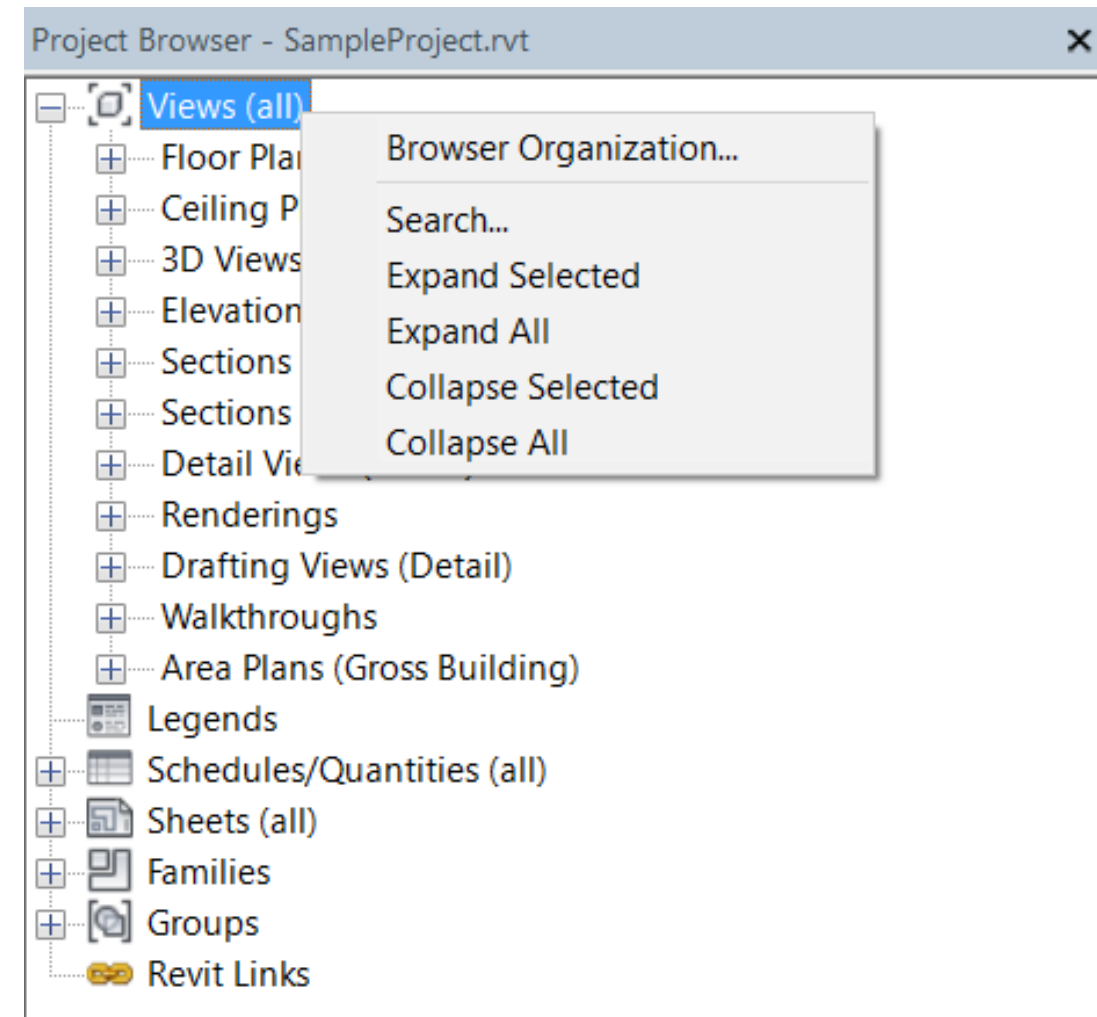 Project Browser - SampleProject.rvt
Views (all)
Browser Organization...
Search...
Expand Selected
Expand All
Collapse Selected
Collapse All
Floor
Ceiling
3D Views
Elevation
Sections
Sections
Detail
Renderings
Drafting Views (Detail)
Walkthroughs
Area Plans (Gross Building)
Legends
Schedules/Quantities (all)
Sheets (all)
Families
Groups
Revit Links